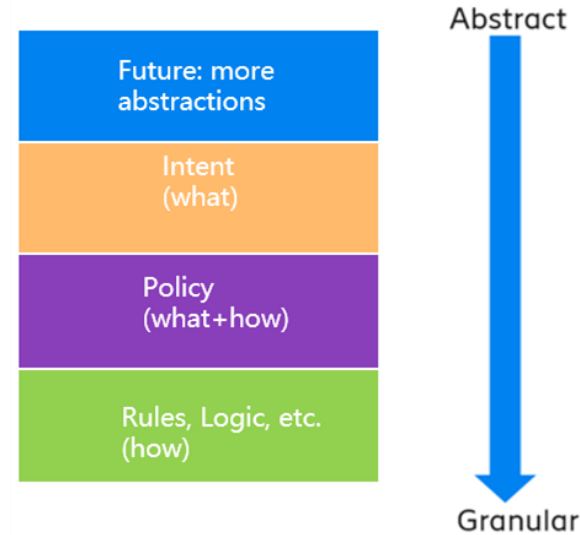 Abstract
Future: more
abstractions
Intent
(what)
Policy
(what+how)
Rules, Logic, etc.
(how)
Granular